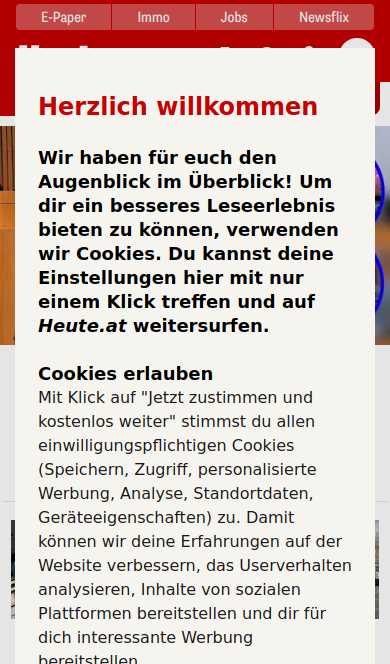 E-Paper
Immo
Jobs
Newsflix
Herzlich willkommen
Wir haben für euch den
Augenblick im Überblick! Um
dir ein besseres Leseerlebnis
bieten zu können, verwenden
wir Cookies. Du kannst deine
Einstellungen hier mit nur
einem Klick treffen und auf
Heute.at weitersurfen.
Cookies erlauben
Mit Klick auf "Jetzt zustimmen und
kostenlos weiter" stimmst du allen
einwilligungspflichtigen Cookies
(Speichern, Zugriff, personalisierte
Werbung, Analyse, Standortdaten,
Geräteeigenschaften) zu. Damit
können wir deine Erfahrungen auf der
Website verbessern, das Userverhalten
analysieren, Inhalte von sozialen
Plattformen bereitstellen und dir für
dich interessante Werbung
bereitstellen